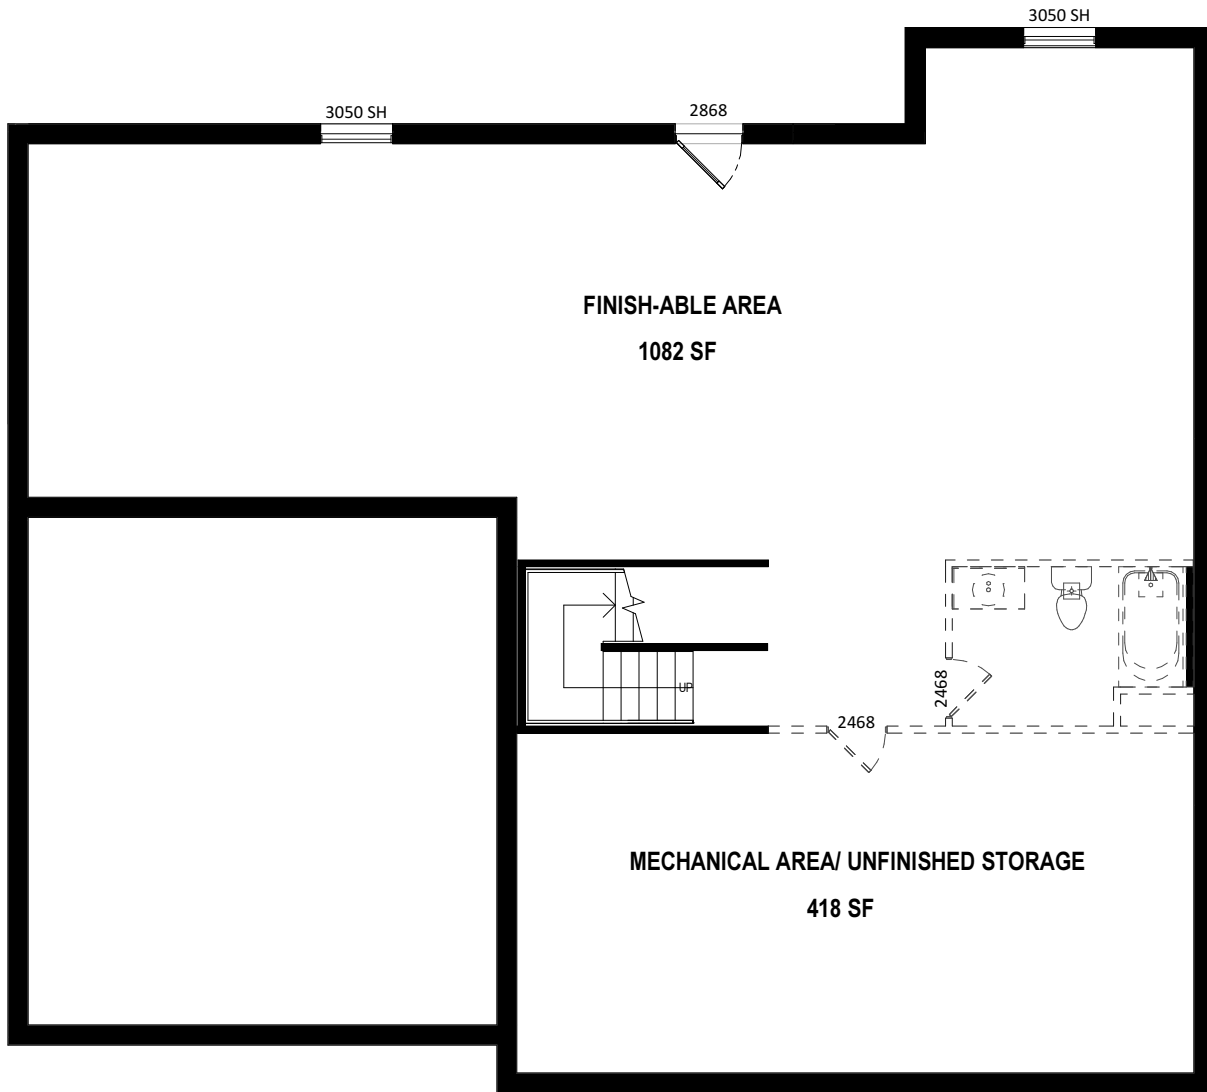 3050 SH
3050 SH
2868
FINISH-ABLE AREA
1082 SF
UP
2468
2468
MECHANICAL AREA/ UNFINISHED STORAGE
418 SF